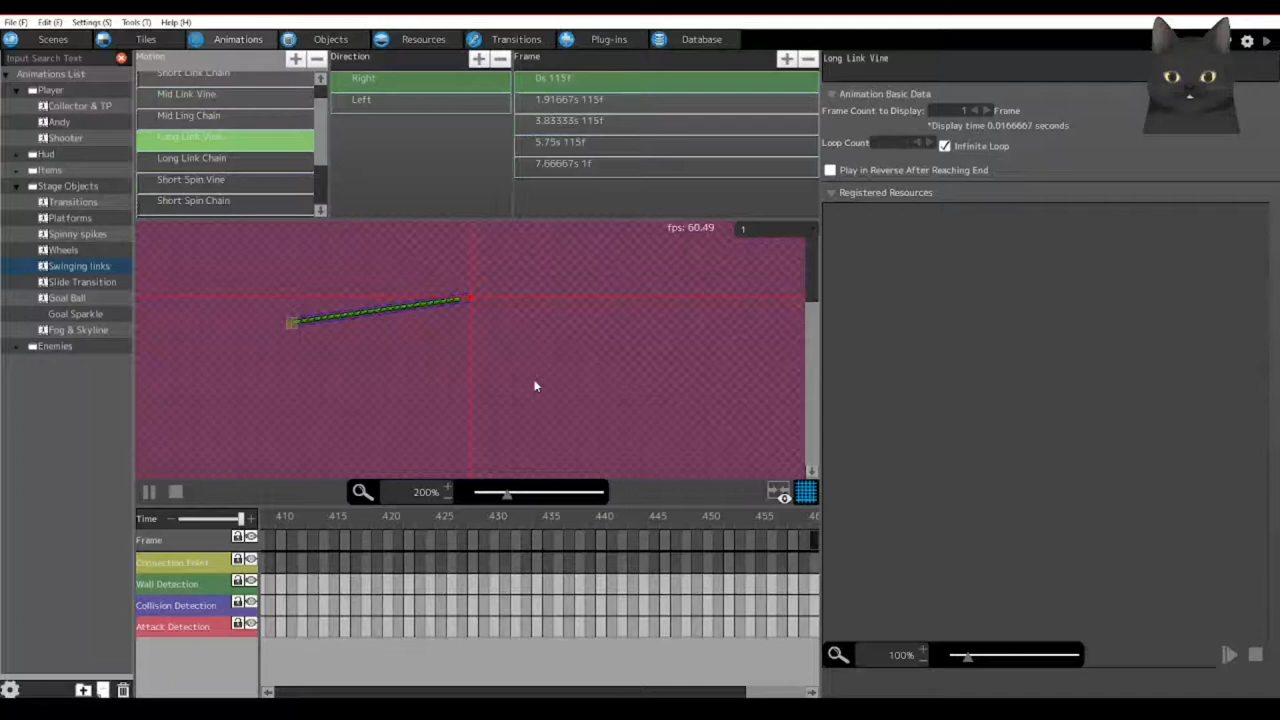 File (F) Edit (E) Settings (S) Tools (T) Help (H)
Scenes Tiles Animations Objects Resources Transitions Plug-ins Database
Input Search Text
Animations List
Player
Collector & TP
Andy
Shooter
Hud
Items
Stage Objects
Transitions
Platforms
Spinny spikes
Wheels
Swinging links
Slide Transition
Goal Ball
Goal Sparkle
Fog & Skyline
Enemies
Motion
Short Link Chain
Mid Link Vine
Mid Ling Chain
Long Link Vine
Long Link Chain
Short Spin Vine
Short Spin Chain
Direction
Right
Left
Frame
0s 115f
1.91667s 115f
3.83333s 115f
5.75s 115f
7.66667s 1f
Long Link Vine
Animation Basic Data
Frame Count to Display: 1 Frame
*Display time 0.0166667 seconds
Loop Count Infinite Loop
Play in Reverse After Reaching End
Registered Resources
fps: 60.49 1
200%
Time 410 415 420 425 430 435 440 445 450 455 46
Frame
Connection Point
Wall Detection
Collision Detection
Attack Detection
100%